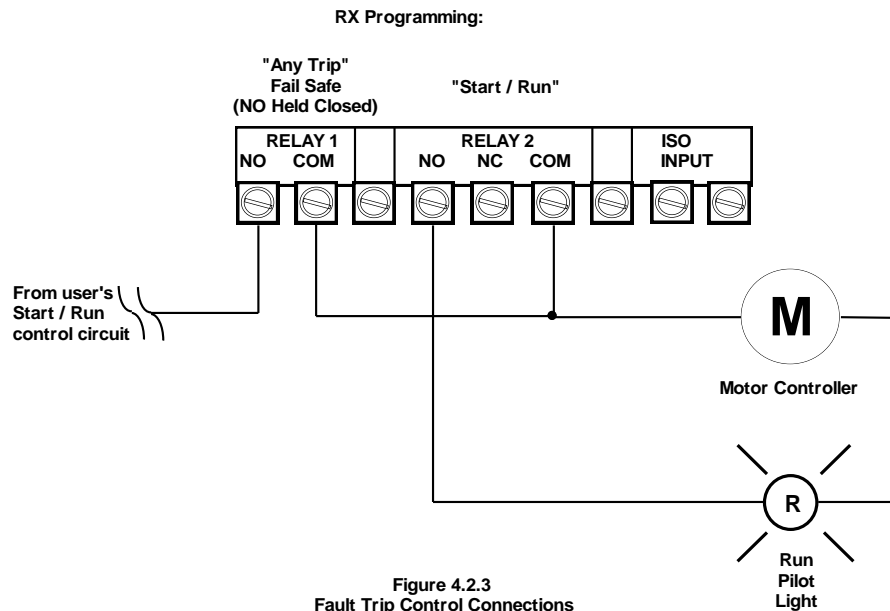 RX Programming:
"Any Trip"
Fail Safe
(NO Held Closed)
"Start / Run"
RELAY 1
NO COM
RELAY 2
NO NC COM
ISO
INPUT
From user's
Start / Run
control circuit
M
Motor Controller
R
Run
Pilot
Light
Figure 4.2.3
Fault Trip Control Connections